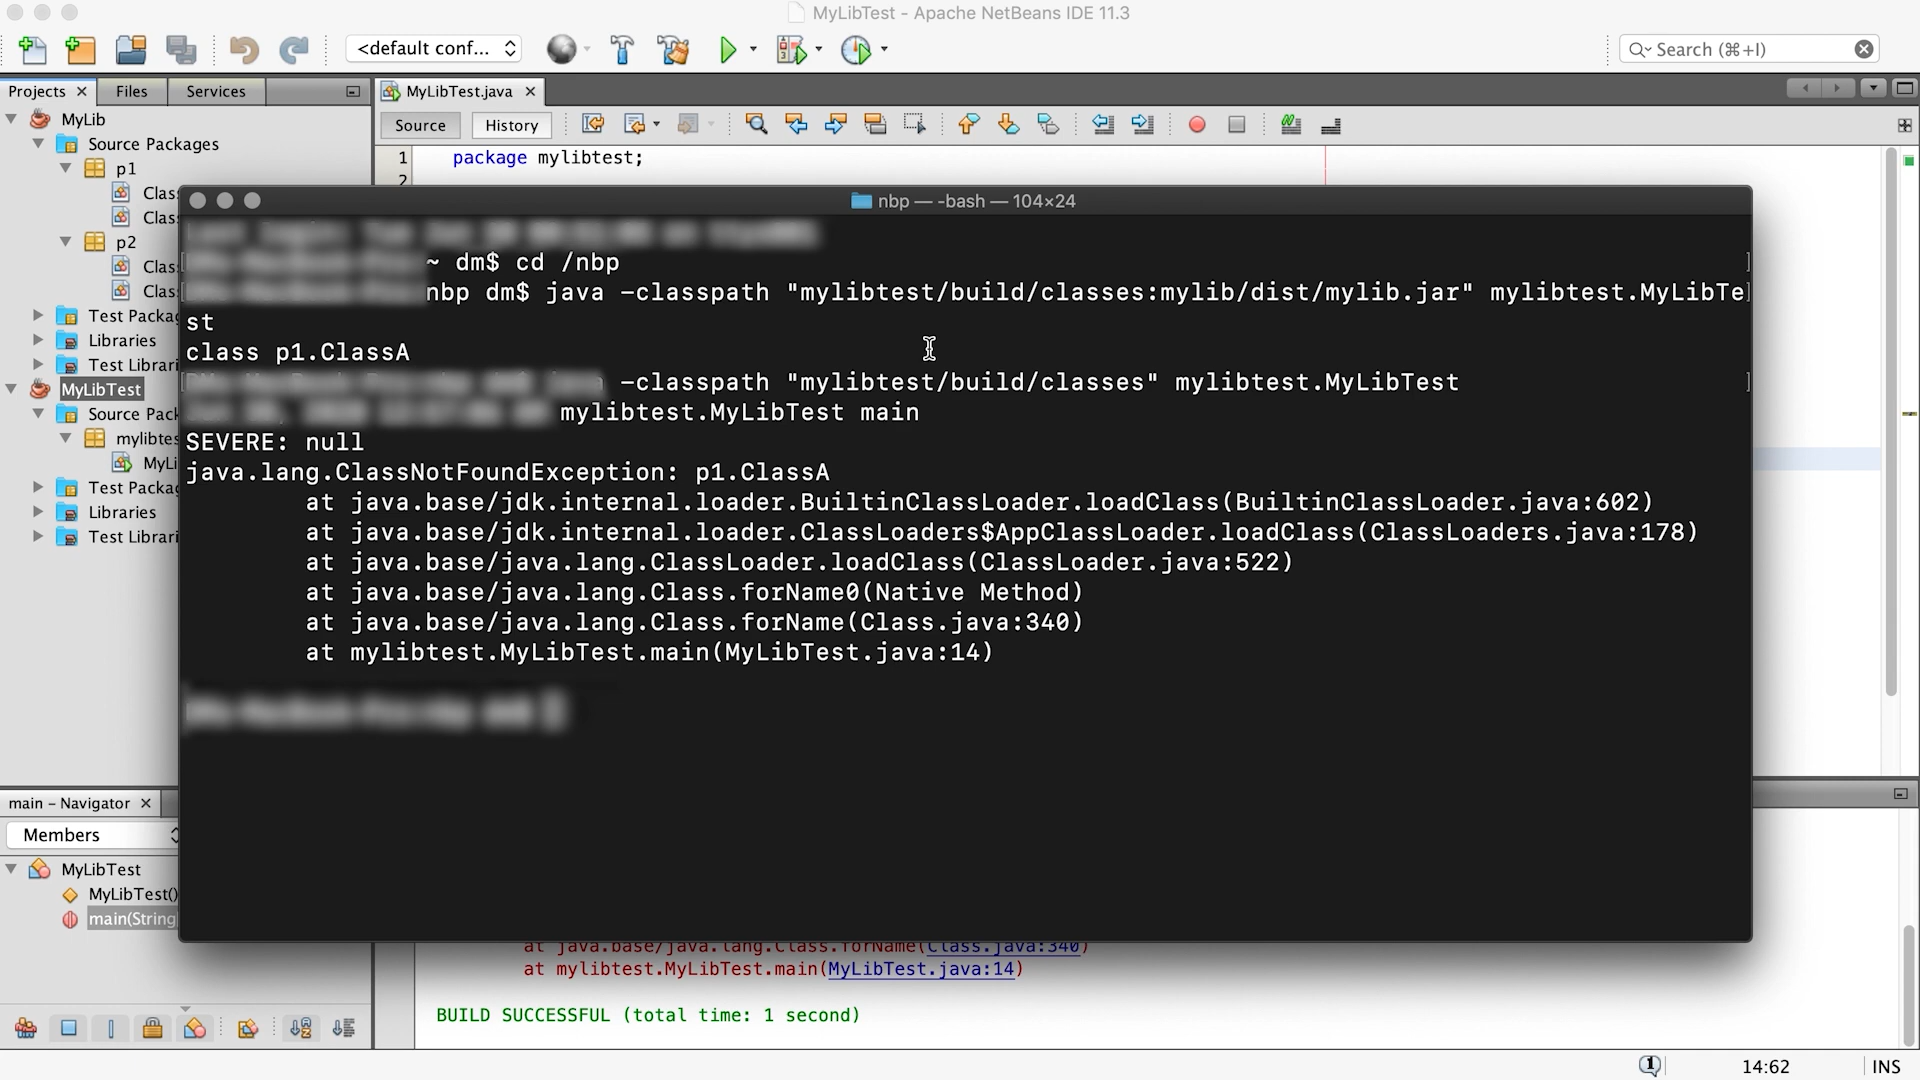 MyLibTest - Apache NetBeans IDE 11.3
<default conf...
Search (⌘+I)
Projects
Files
Services
MyLibTest.java
MyLib
Source Packages
p1
Clas
Clas
p2
Clas
Clas
Test Packa
Libraries
Test Librari
MyLibTest
Source Pack
mylibtes
MyLi
Test Packa
Libraries
Test Librari
Source
History
1 package mylibtest;
2
nbp — -bash — 104×24
~ dm$ cd /nbp
nbp dm$ java -classpath "mylibtest/build/classes:mylib/dist/mylib.jar" mylibtest.MyLibTe
st
class p1.ClassA
-classpath "mylibtest/build/classes" mylibtest.MyLibTest
mylibtest.MyLibTest main
SEVERE: null
java.lang.ClassNotFoundException: p1.ClassA
at java.base/jdk.internal.loader.BuiltinClassLoader.loadClass(BuiltinClassLoader.java:602)
at java.base/jdk.internal.loader.ClassLoaders$AppClassLoader.loadClass(ClassLoaders.java:178)
at java.base/java.lang.ClassLoader.loadClass(ClassLoader.java:522)
at java.base/java.lang.Class.forName0(Native Method)
at java.base/java.lang.Class.forName(Class.java:340)
at mylibtest.MyLibTest.main(MyLibTest.java:14)
main - Navigator
Members
MyLibTest
MyLibTest()
main(String
at java.base/java.lang.Class.forName(Class.java:340)
at mylibtest.MyLibTest.main(MyLibTest.java:14)
BUILD SUCCESSFUL (total time: 1 second)
1
14:62
INS